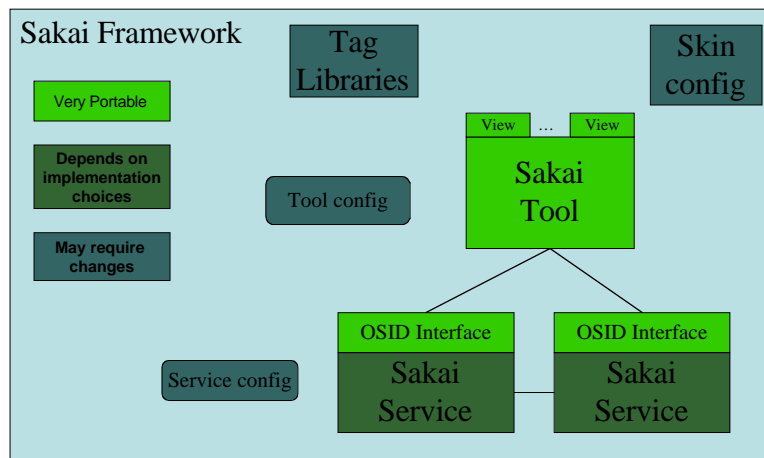 Sakai Framework
Tag
Libraries
Skin
config
Very Portable
View ... View
Depends on
implementation
choices
Sakai
Tool
Tool config
May require
changes
OSID Interface
OSID Interface
Service config
Sakai
Service
Sakai
Service